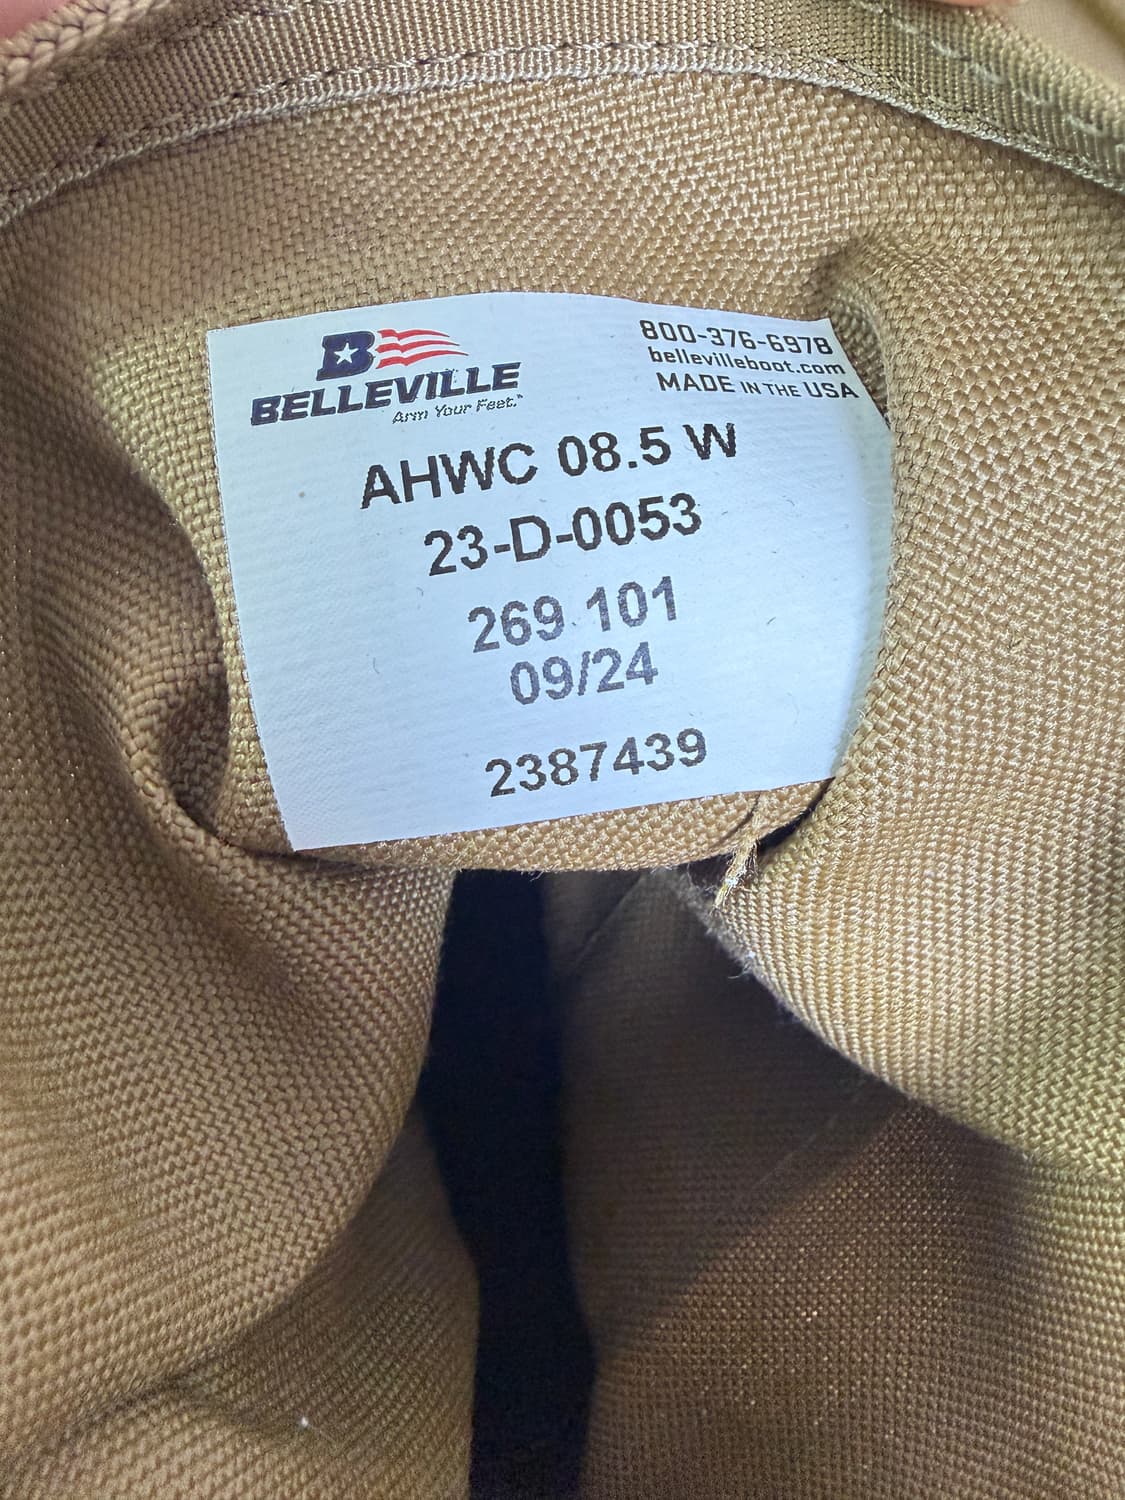 B
BELLEVILLE
Arm Your Feet.™
800-376-6978
bellevilleboot.com
MADE IN THE USA
AHWC 08.5 W
23-D-0053
269 101
09/24
2387439